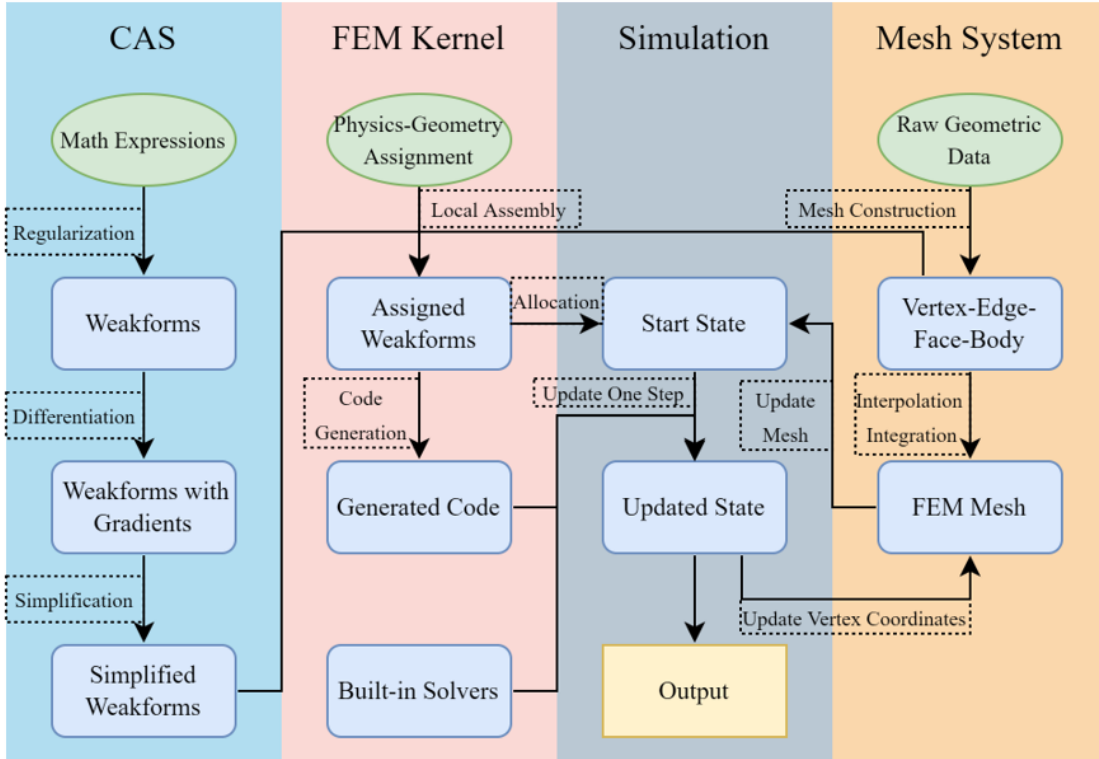 CAS
FEM Kernel
Simulation
Mesh System
Math Expressions
Physics-Geometry
Assignment
Raw Geometric
Data
Regularization
Local Assembly
Mesh Construction
Weakforms
Assigned
Weakforms
Allocation
Start State
Vertex-Edge-
Face-Body
Differentiation
Code
Generation
Update One Step
Update
Mesh
Interpolation
Integration
Weakforms with
Gradients
Generated Code
Updated State
FEM Mesh
Simplification
Update Vertex Coordinates
Simplified
Weakforms
Built-in Solvers
Output